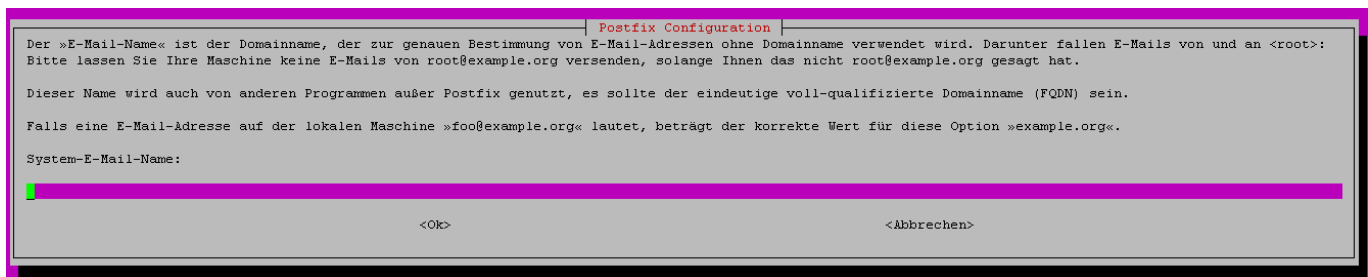 Postfix Configuration
Der »E-Mail-Name« ist der Domainname, der zur genauen Bestimmung von E-Mail-Adressen ohne Domainname verwendet wird. Darunter fallen E-Mails von und an <root>:
Bitte lassen Sie Ihre Maschine keine E-Mails von root@example.org versenden, solange Ihnen das nicht root@example.org gesagt hat.
Dieser Name wird auch von anderen Programmen außer Postfix genutzt, es sollte der eindeutige voll-qualifizierte Domainname (FQDN) sein.
Falls eine E-Mail-Adresse auf der lokalen Maschine »foo@example.org« lautet, beträgt der korrekte Wert für diese Option »example.org«.
System-E-Mail-Name:
<Ok> <Abbrechen>